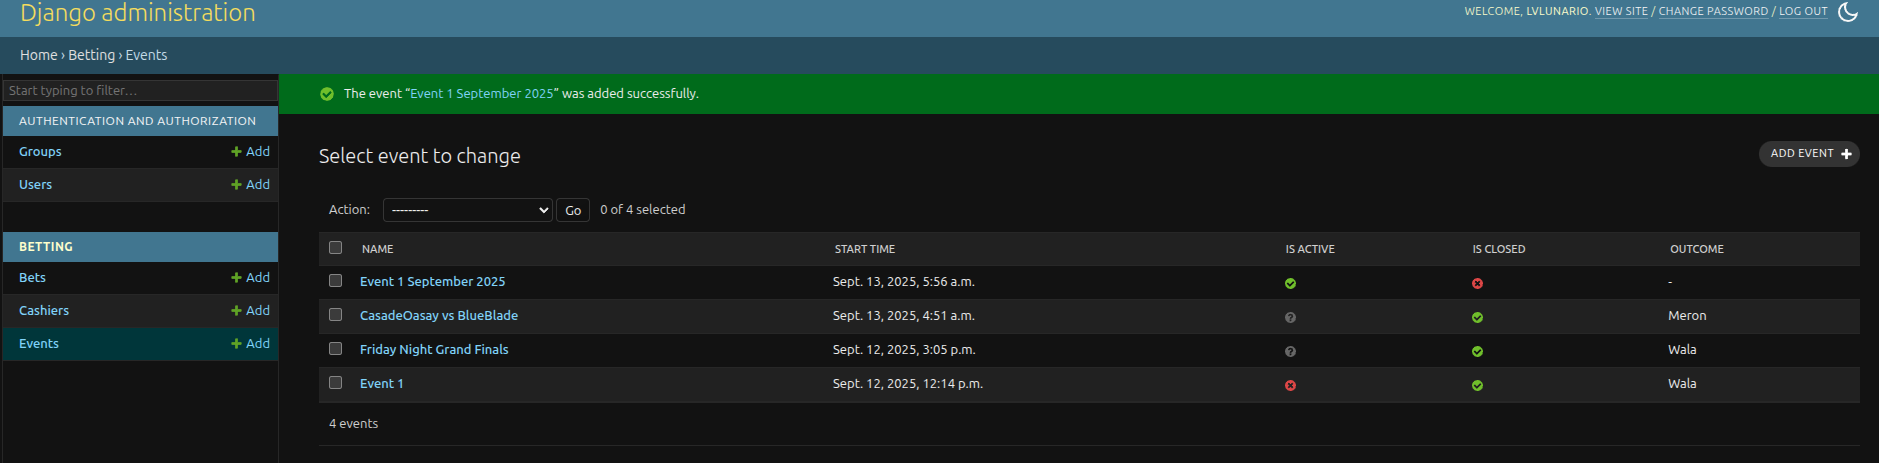 Django administration
WELCOME, LVLUNARIO. VIEW SITE / CHANGE PASSWORD / LOG OUT
Home › Betting › Events
Start typing to filter…
The event “Event 1 September 2025” was added successfully.
AUTHENTICATION AND AUTHORIZATION
Groups + Add
Users + Add
BETTING
Bets + Add
Cashiers + Add
Events + Add
Select event to change
ADD EVENT +
Action: --------- Go 0 of 4 selected
NAME START TIME IS ACTIVE IS CLOSED OUTCOME
Event 1 September 2025 Sept. 13, 2025, 5:56 a.m. -
CasadeOasay vs BlueBlade Sept. 13, 2025, 4:51 a.m. Meron
Friday Night Grand Finals Sept. 12, 2025, 3:05 p.m. Wala
Event 1 Sept. 12, 2025, 12:14 p.m. Wala
4 events